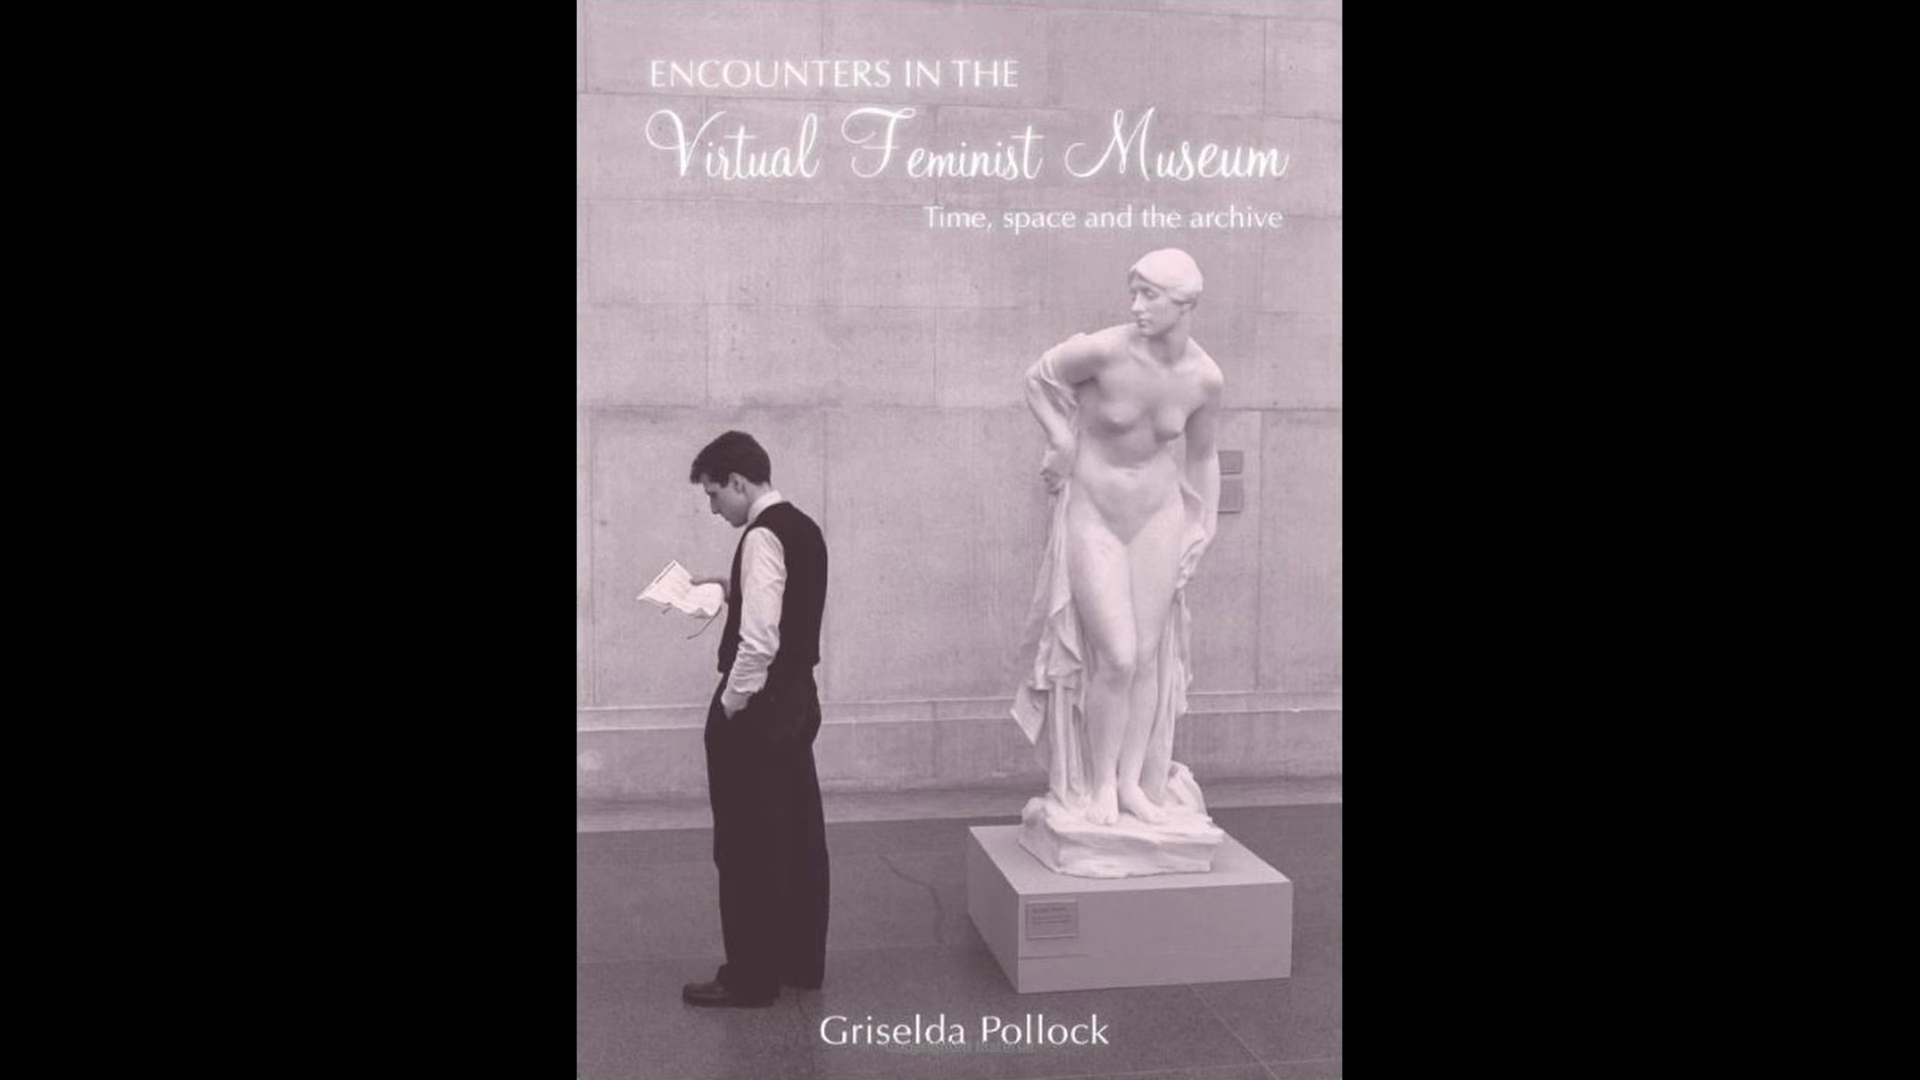 ENCOUNTERS IN THE
Virtual Feminist Museum
Time, space and the archive
Griselda Pollock